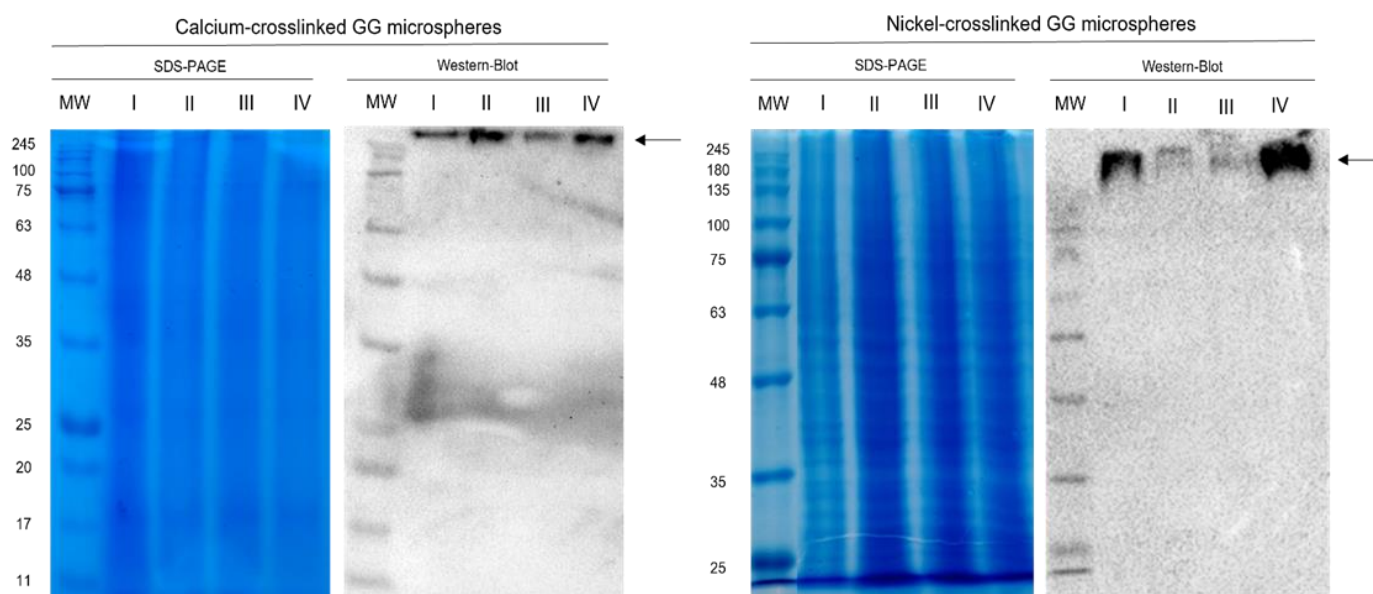 Calcium-crosslinked GG microspheres
SDS-PAGE
Western-Blot
MW I II III IV
MW I II III IV
245
100
75
63
48
35
25
20
17
11
Nickel-crosslinked GG microspheres
SDS-PAGE
Western-Blot
MW I II III IV
MW I II III IV
245
180
135
100
75
63
48
35
25